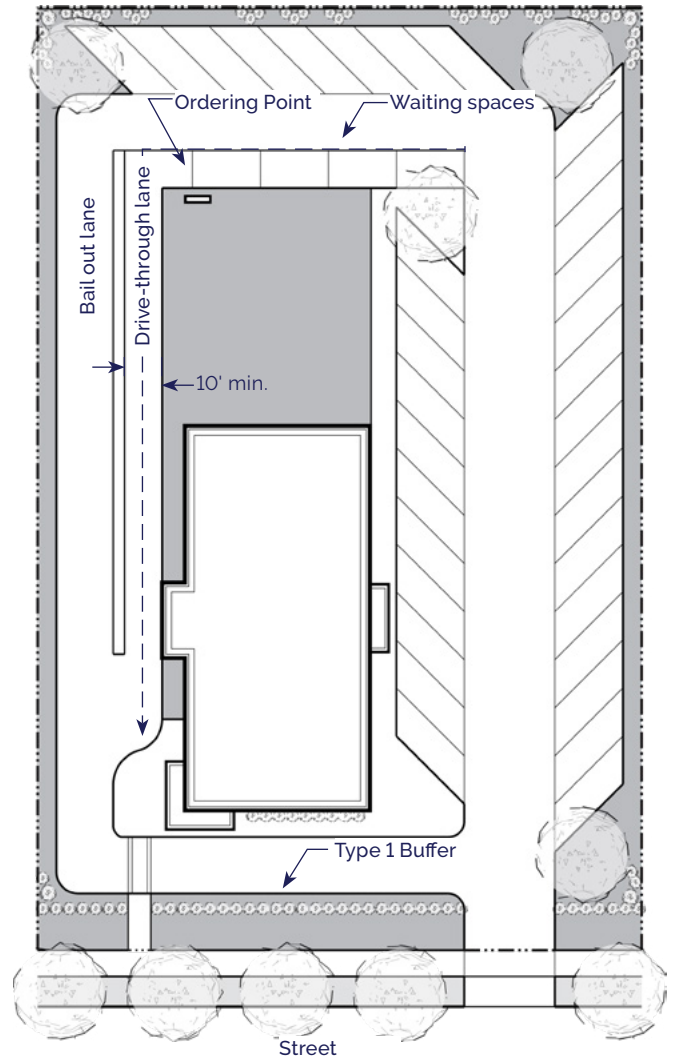 Ordering Point
Waiting spaces
Bail out lane
Drive-through lane
10' min.
Type 1 Buffer
Street